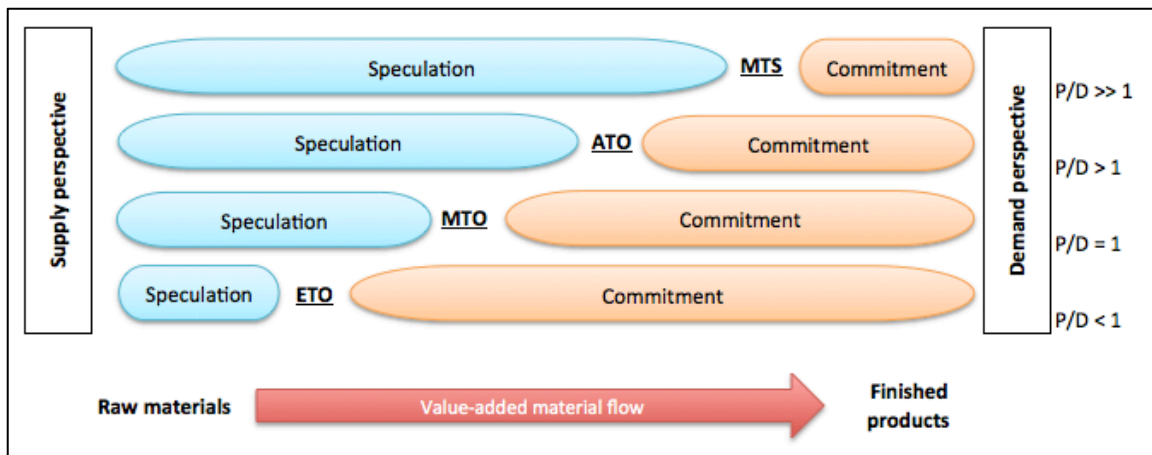 Supply perspective
Speculation MTS Commitment
P/D >> 1
Speculation ATO Commitment
P/D > 1
Speculation MTO Commitment
P/D = 1
Speculation ETO Commitment
P/D < 1
Demand perspective
Raw materials Value-added material flow Finished
products